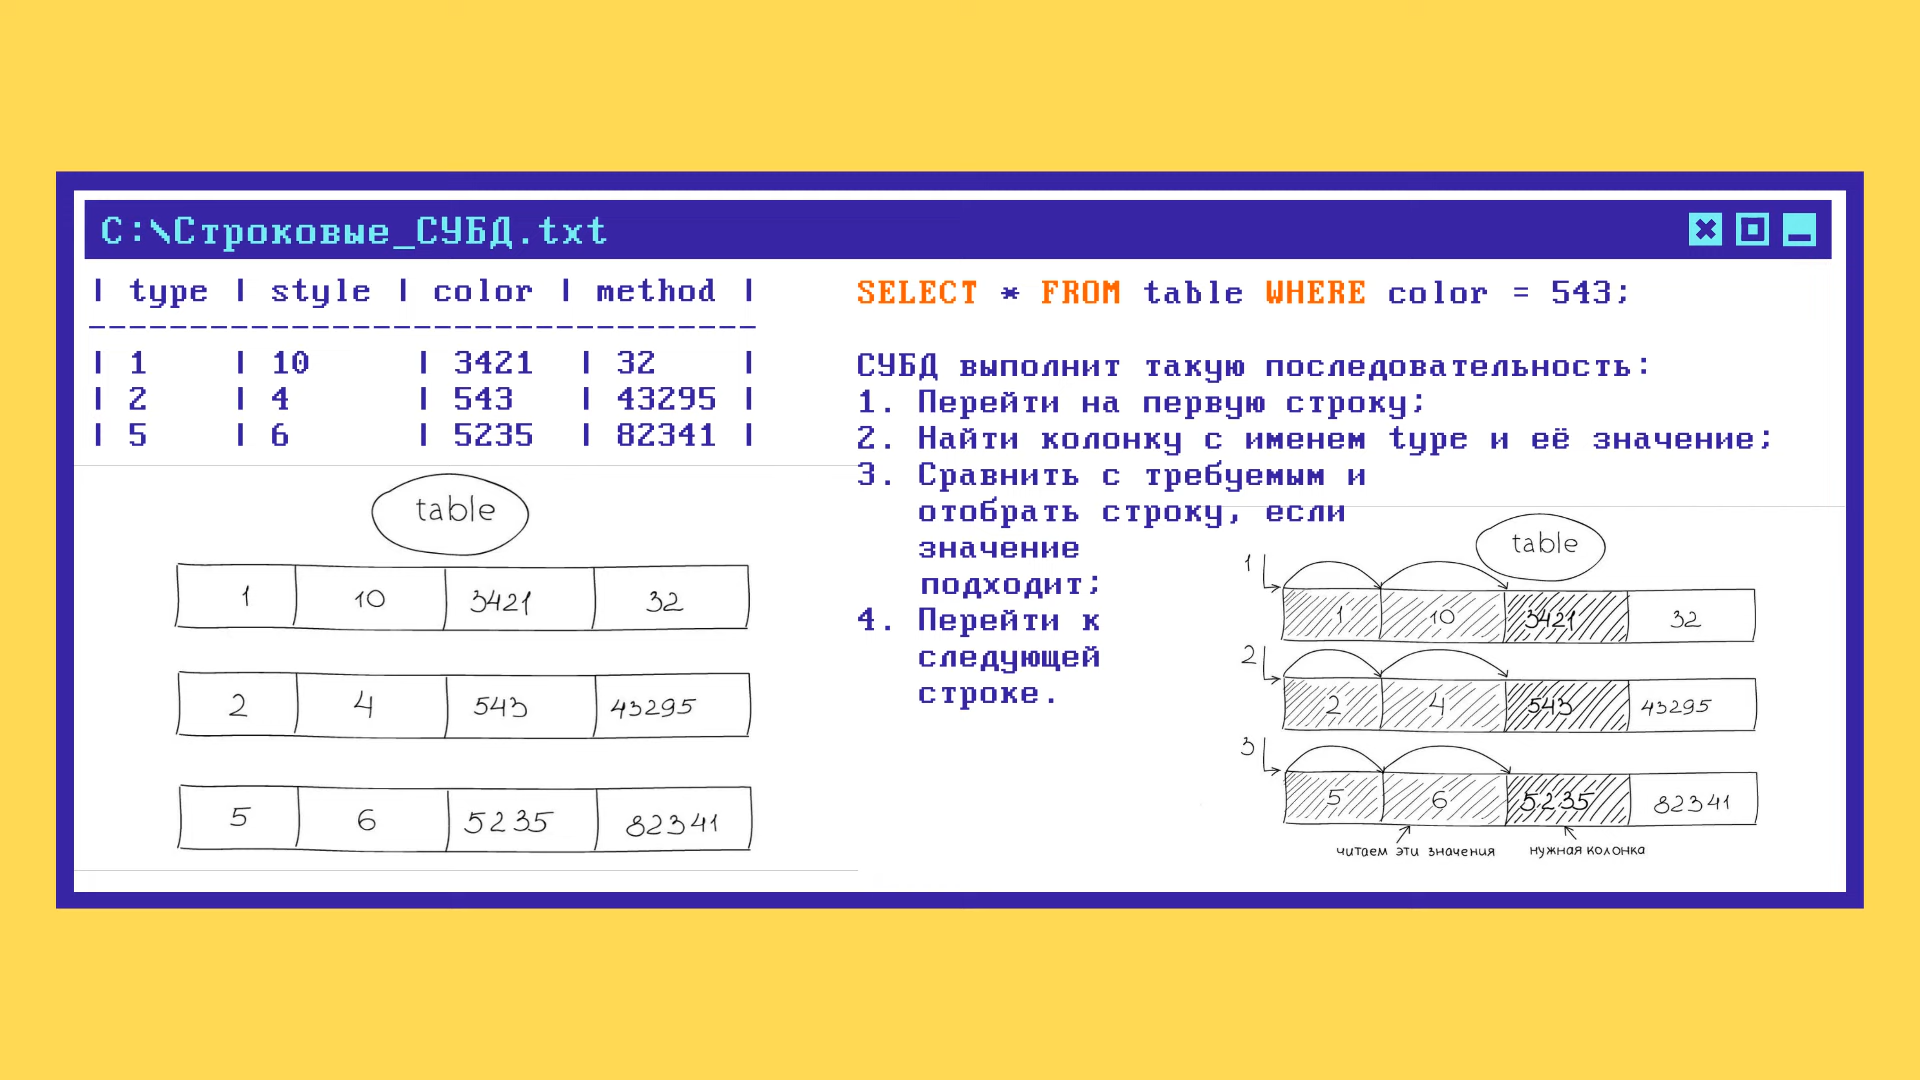 C:\Строковые_СУБД.txt
| type | style | color | method |
----------------------------------
| 1 | 10 | 3421 | 32 |
| 2 | 4 | 543 | 43295 |
| 5 | 6 | 5235 | 82341 |
table
1 10 3421 32
2 4 543 43295
5 6 5235 82341
SELECT * FROM table WHERE color = 543;
СУБД выполнит такую последовательность:
1. Перейти на первую строку;
2. Найти колонку с именем type и её значение;
3. Сравнить с требуемым и
отобрать строку, если
значение
подходит;
4. Перейти к
следующей
строке.
table
1 1 10 3421 32
2 2 4 543 43295
3 5 6 5235 82341
читаем эти значения нужная колонка